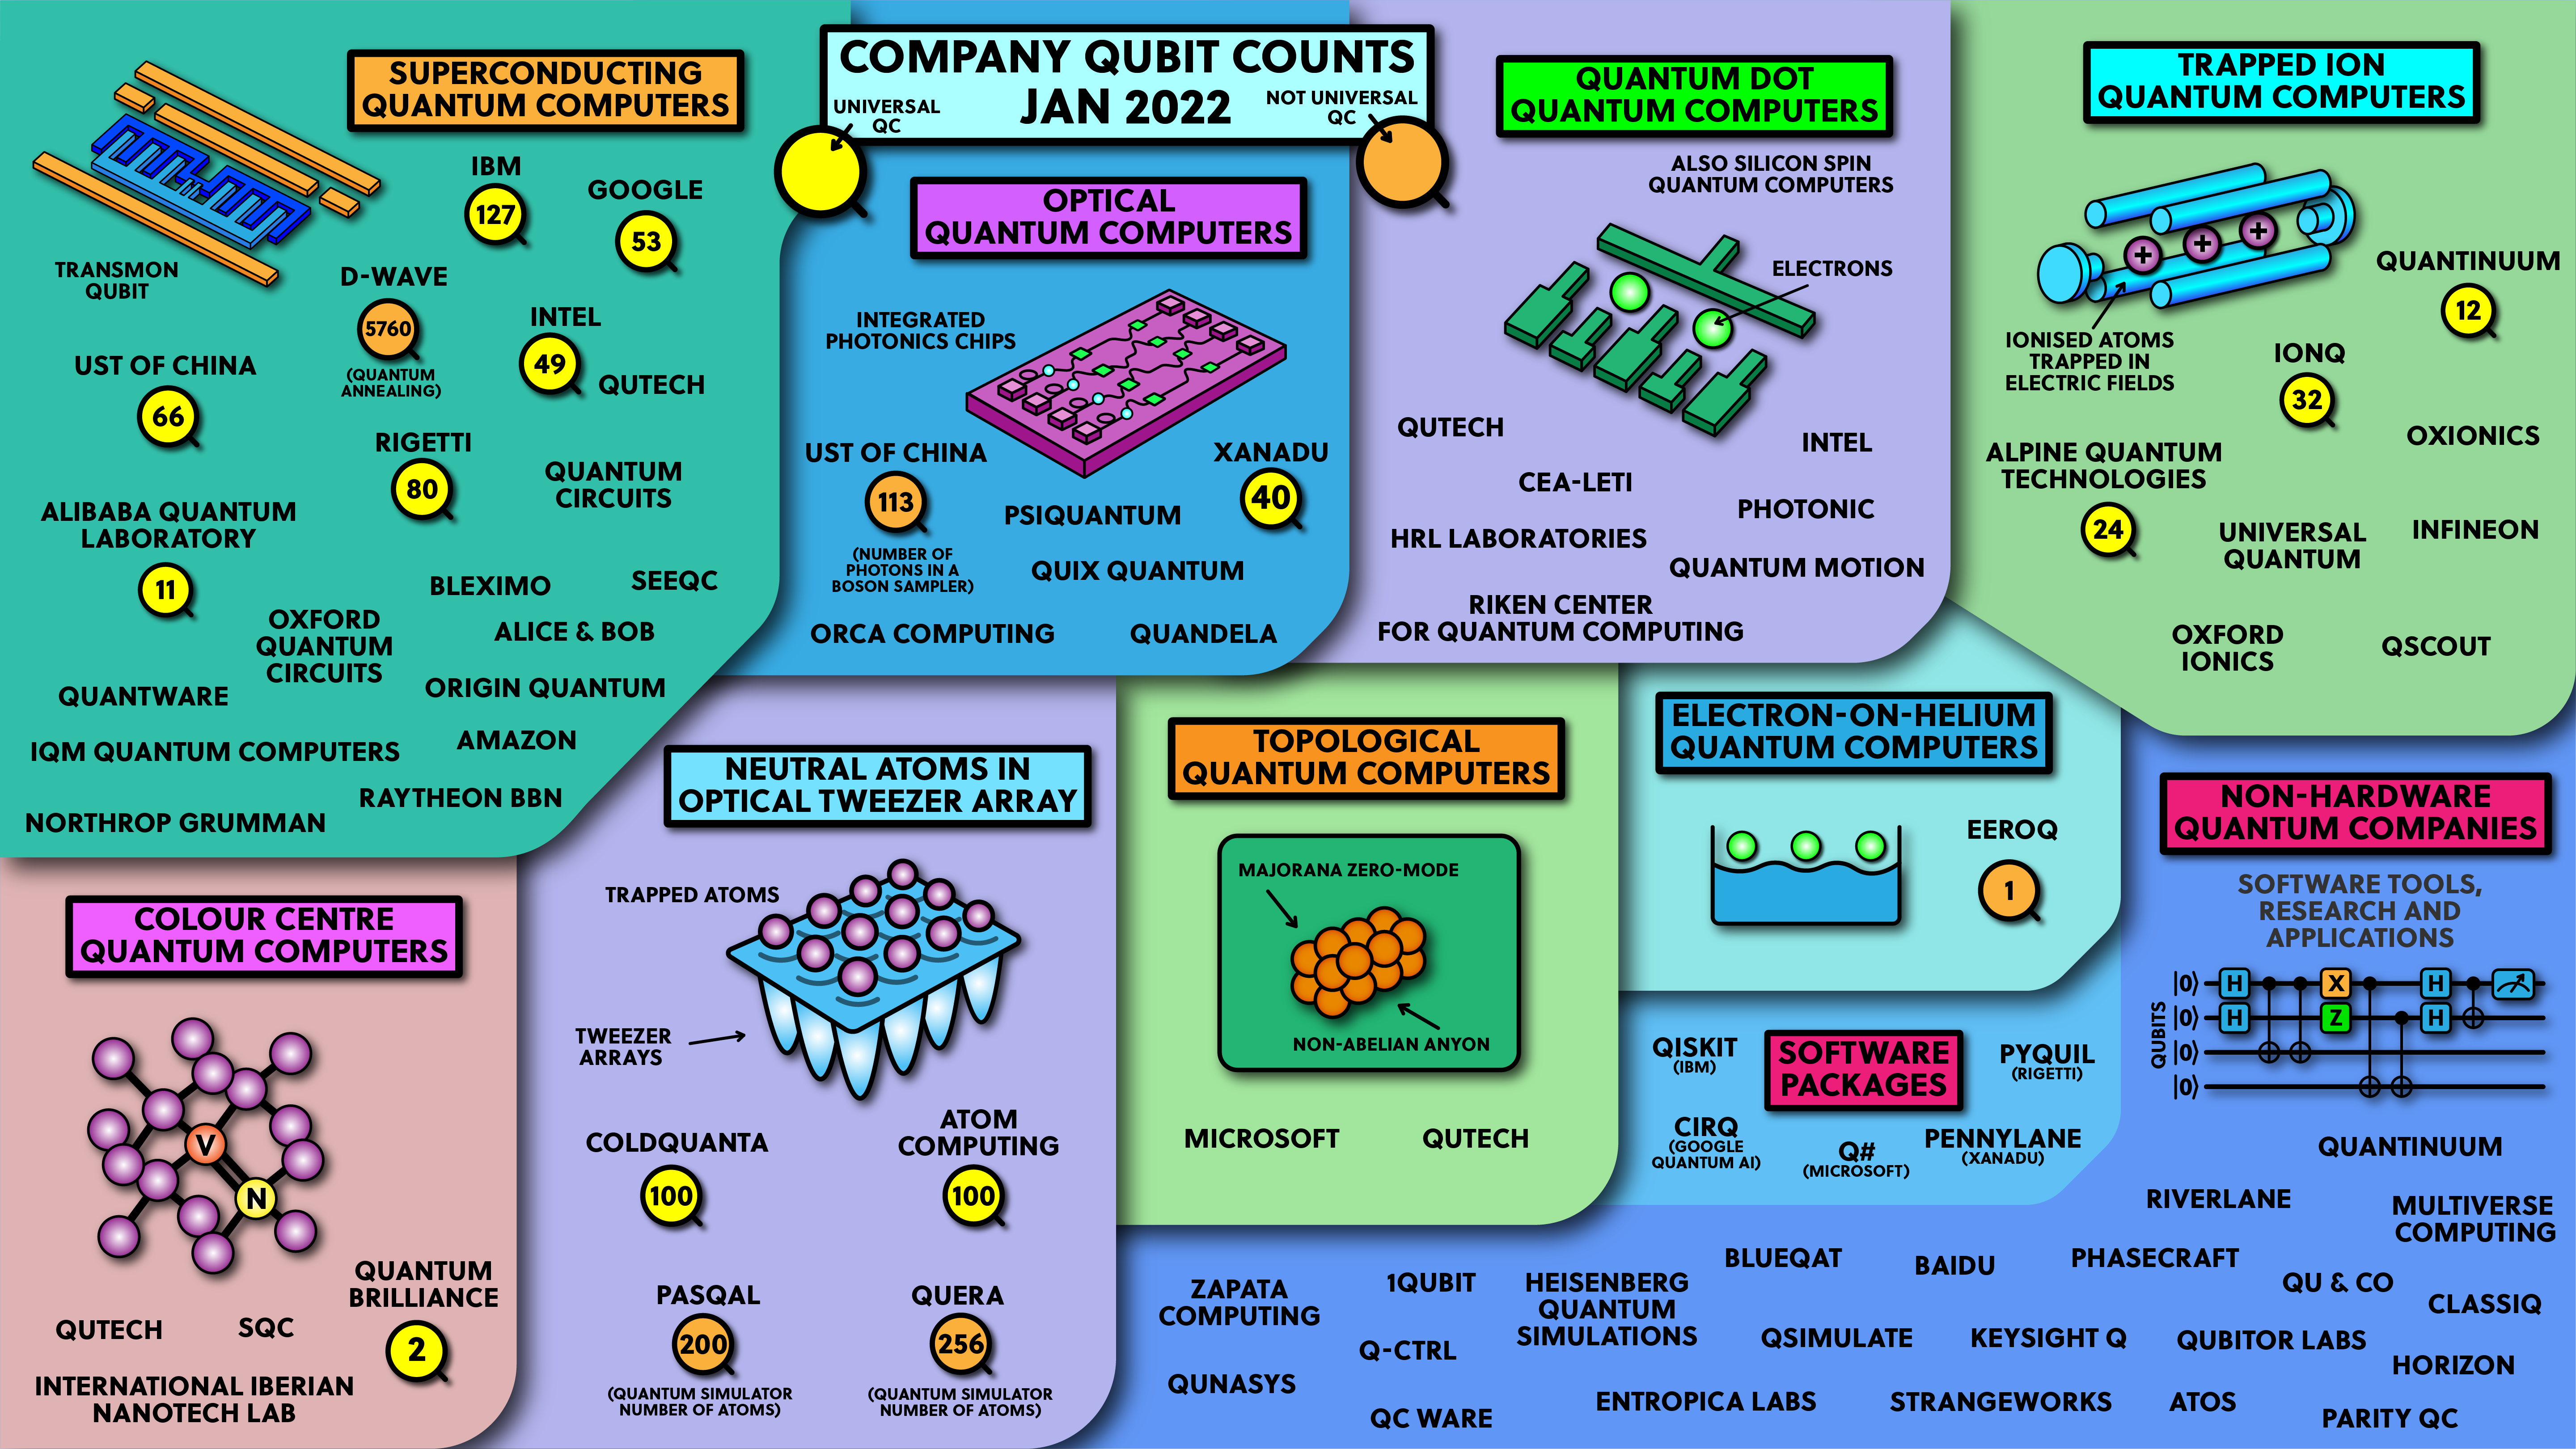 COMPANY QUBIT COUNTS
JAN 2022
UNIVERSAL
QC
NOT UNIVERSAL
QC
SUPERCONDUCTING
QUANTUM COMPUTERS
TRANSMON
QUBIT
IBM
127
GOOGLE
53
D-WAVE
5760
(QUANTUM
ANNEALING)
INTEL
49
QUTECH
UST OF CHINA
66
RIGETTI
80
QUANTUM
CIRCUITS
ALIBABA QUANTUM
LABORATORY
11
BLEXIMO
SEEQC
OXFORD
QUANTUM
CIRCUITS
ALICE & BOB
QUANTWARE
ORIGIN QUANTUM
IQM QUANTUM COMPUTERS
AMAZON
RAYTHEON BBN
NORTHROP GRUMMAN
OPTICAL
QUANTUM COMPUTERS
INTEGRATED
PHOTONICS CHIPS
UST OF CHINA
113
(NUMBER OF
PHOTONS IN A
BOSON SAMPLER)
XANADU
40
PSIQUANTUM
QUIX QUANTUM
ORCA COMPUTING
QUANDELA
QUANTUM DOT
QUANTUM COMPUTERS
ALSO SILICON SPIN
QUANTUM COMPUTERS
ELECTRONS
QUTECH
INTEL
CEA-LETI
PHOTONIC
HRL LABORATORIES
QUANTUM MOTION
RIKEN CENTER
FOR QUANTUM COMPUTING
TRAPPED ION
QUANTUM COMPUTERS
+
+
+
IONISED ATOMS
TRAPPED IN
ELECTRIC FIELDS
QUANTINUUM
12
IONQ
32
OXIONICS
ALPINE QUANTUM
TECHNOLOGIES
24
UNIVERSAL
QUANTUM
INFINEON
OXFORD
IONICS
QSCOUT
COLOUR CENTRE
QUANTUM COMPUTERS
V
N
QUANTUM
BRILLIANCE
2
QUTECH
SQC
INTERNATIONAL IBERIAN
NANOTECH LAB
NEUTRAL ATOMS IN
OPTICAL TWEEZER ARRAY
TRAPPED ATOMS
TWEEZER
ARRAYS
COLDQUANTA
100
ATOM
COMPUTING
100
PASQAL
200
(QUANTUM SIMULATOR
NUMBER OF ATOMS)
QUERA
256
(QUANTUM SIMULATOR
NUMBER OF ATOMS)
TOPOLOGICAL
QUANTUM COMPUTERS
MAJORANA ZERO-MODE
NON-ABELIAN ANYON
MICROSOFT
QUTECH
ELECTRON-ON-HELIUM
QUANTUM COMPUTERS
EEROQ
1
SOFTWARE
PACKAGES
QISKIT
(IBM)
PYQUIL
(RIGETTI)
CIRQ
(GOOGLE
QUANTUM AI)
Q#
(MICROSOFT)
PENNYLANE
(XANADU)
NON-HARDWARE
QUANTUM COMPANIES
SOFTWARE TOOLS,
RESEARCH AND
APPLICATIONS
QUBITS
|0⟩ H X H
|0⟩ H Z H
|0⟩
|0⟩
QUANTINUUM
RIVERLANE
MULTIVERSE
COMPUTING
BLUEQAT
BAIDU
PHASECRAFT
ZAPATA
COMPUTING
1QUBIT
HEISENBERG
QUANTUM
SIMULATIONS
QU & CO
CLASSIQ
Q-CTRL
QSIMULATE
KEYSIGHT Q
QUBITOR LABS
HORIZON
QUNASYS
QC WARE
ENTROPICA LABS
STRANGEWORKS
ATOS
PARITY QC